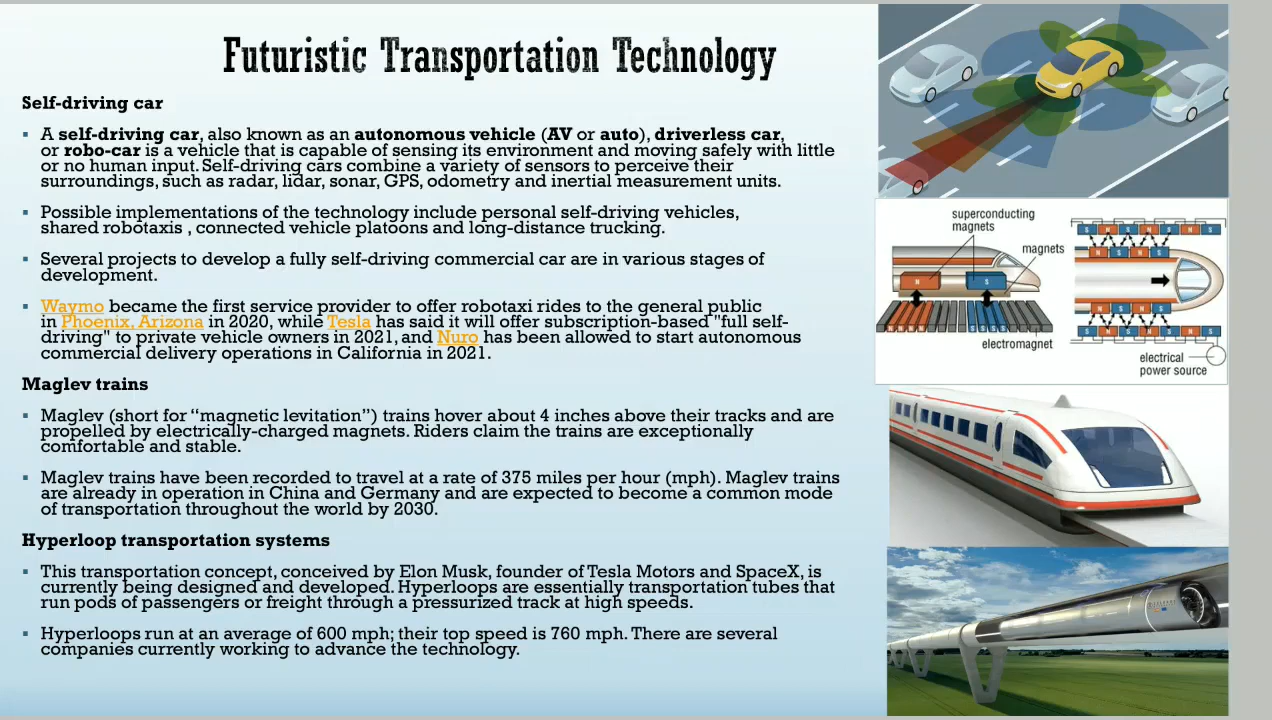 Futuristic Transportation Technology
Self-driving car
▪ A self-driving car, also known as an autonomous vehicle (AV or auto), driverless car,
or robo-car is a vehicle that is capable of sensing its environment and moving safely with little
or no human input. Self-driving cars combine a variety of sensors to perceive their
surroundings, such as radar, lidar, sonar, GPS, odometry and inertial measurement units.
▪ Possible implementations of the technology include personal self-driving vehicles,
shared robotaxis , connected vehicle platoons and long-distance trucking.
▪ Several projects to develop a fully self-driving commercial car are in various stages of
development.
▪ Waymo became the first service provider to offer robotaxi rides to the general public
in Phoenix, Arizona in 2020, while Tesla has said it will offer subscription-based "full self-
driving" to private vehicle owners in 2021, and Nuro has been allowed to start autonomous
commercial delivery operations in California in 2021.
Maglev trains
▪ Maglev (short for “magnetic levitation”) trains hover about 4 inches above their tracks and are
propelled by electrically-charged magnets. Riders claim the trains are exceptionally
comfortable and stable.
▪ Maglev trains have been recorded to travel at a rate of 375 miles per hour (mph). Maglev trains
are already in operation in China and Germany and are expected to become a common mode
of transportation throughout the world by 2030.
Hyperloop transportation systems
▪ This transportation concept, conceived by Elon Musk, founder of Tesla Motors and SpaceX, is
currently being designed and developed. Hyperloops are essentially transportation tubes that
run pods of passengers or freight through a pressurized track at high speeds.
▪ Hyperloops run at an average of 600 mph; their top speed is 760 mph. There are several
companies currently working to advance the technology.
superconducting
magnets
magnets
N S
electromagnet
S N S N S N S
N S N S
N S N S
S N S N S N S
electrical
power source